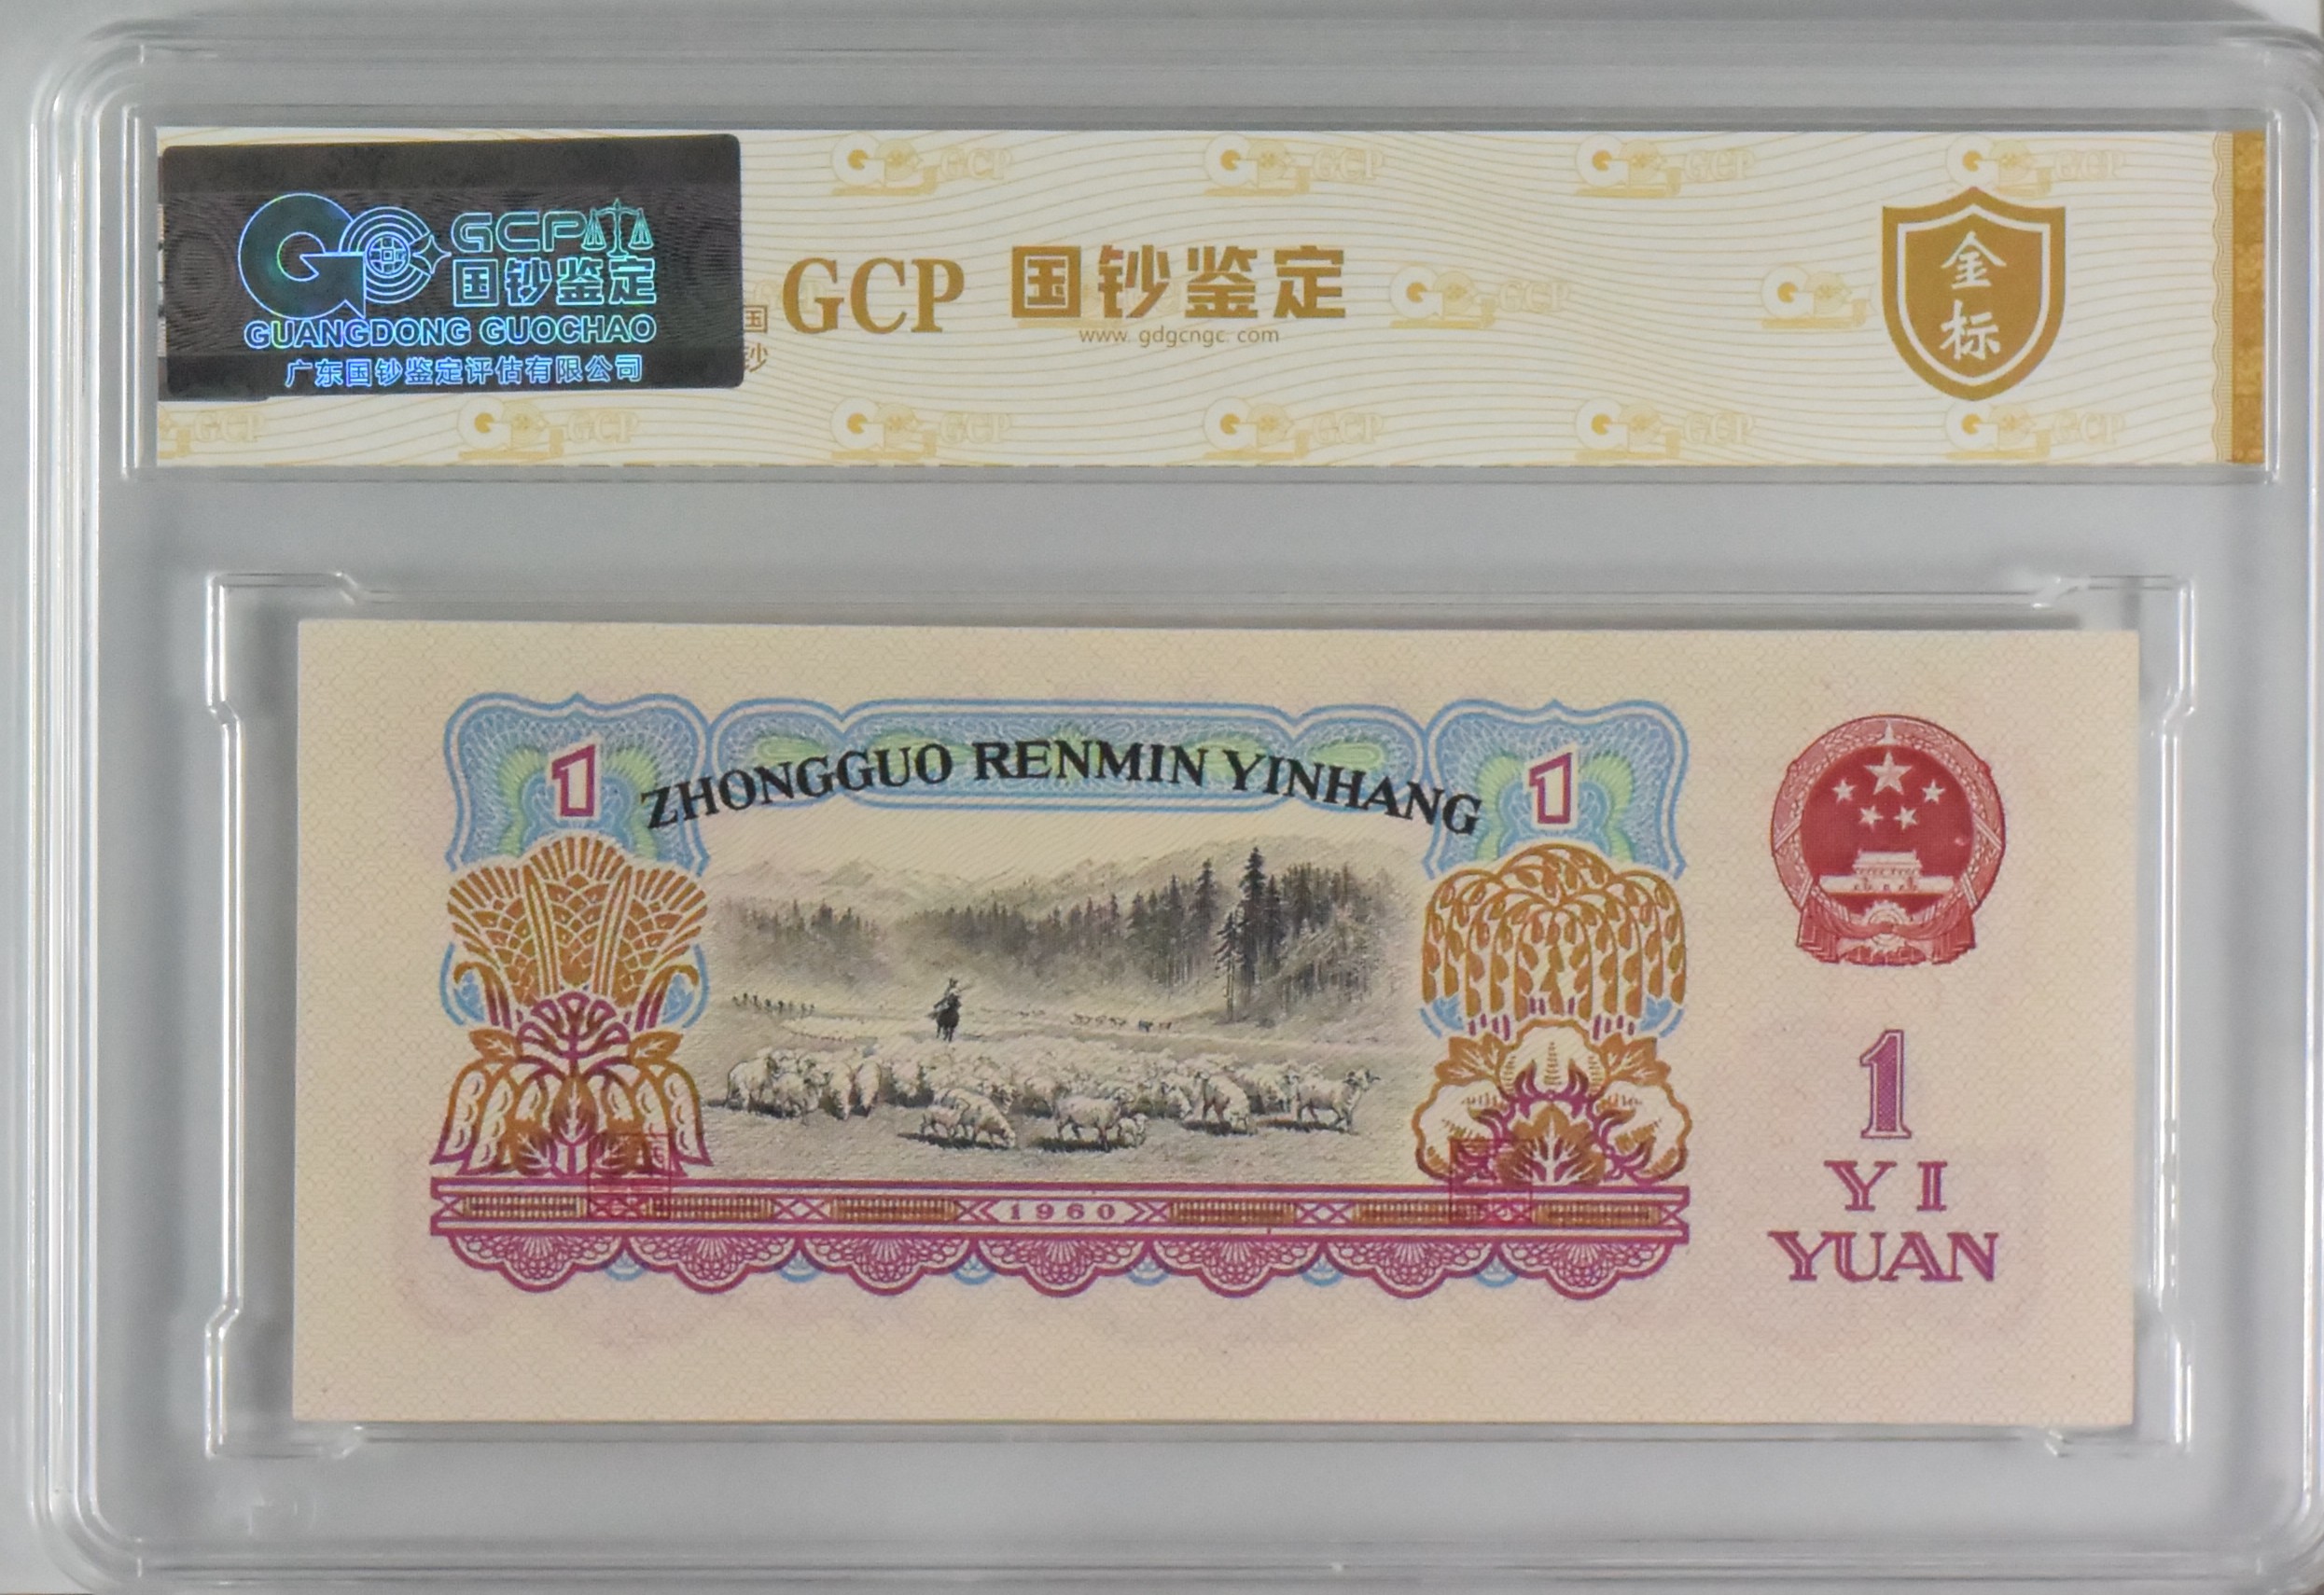 GCP
国钞鉴定
GUANGDONG GUOCHAO
广东国钞鉴定评估有限公司
国
钞
GCP 国钞鉴定
www.gdgcngc.com
金
标
1
ZHONGGUO RENMIN YINHANG
1
1960
1
YI
YUAN